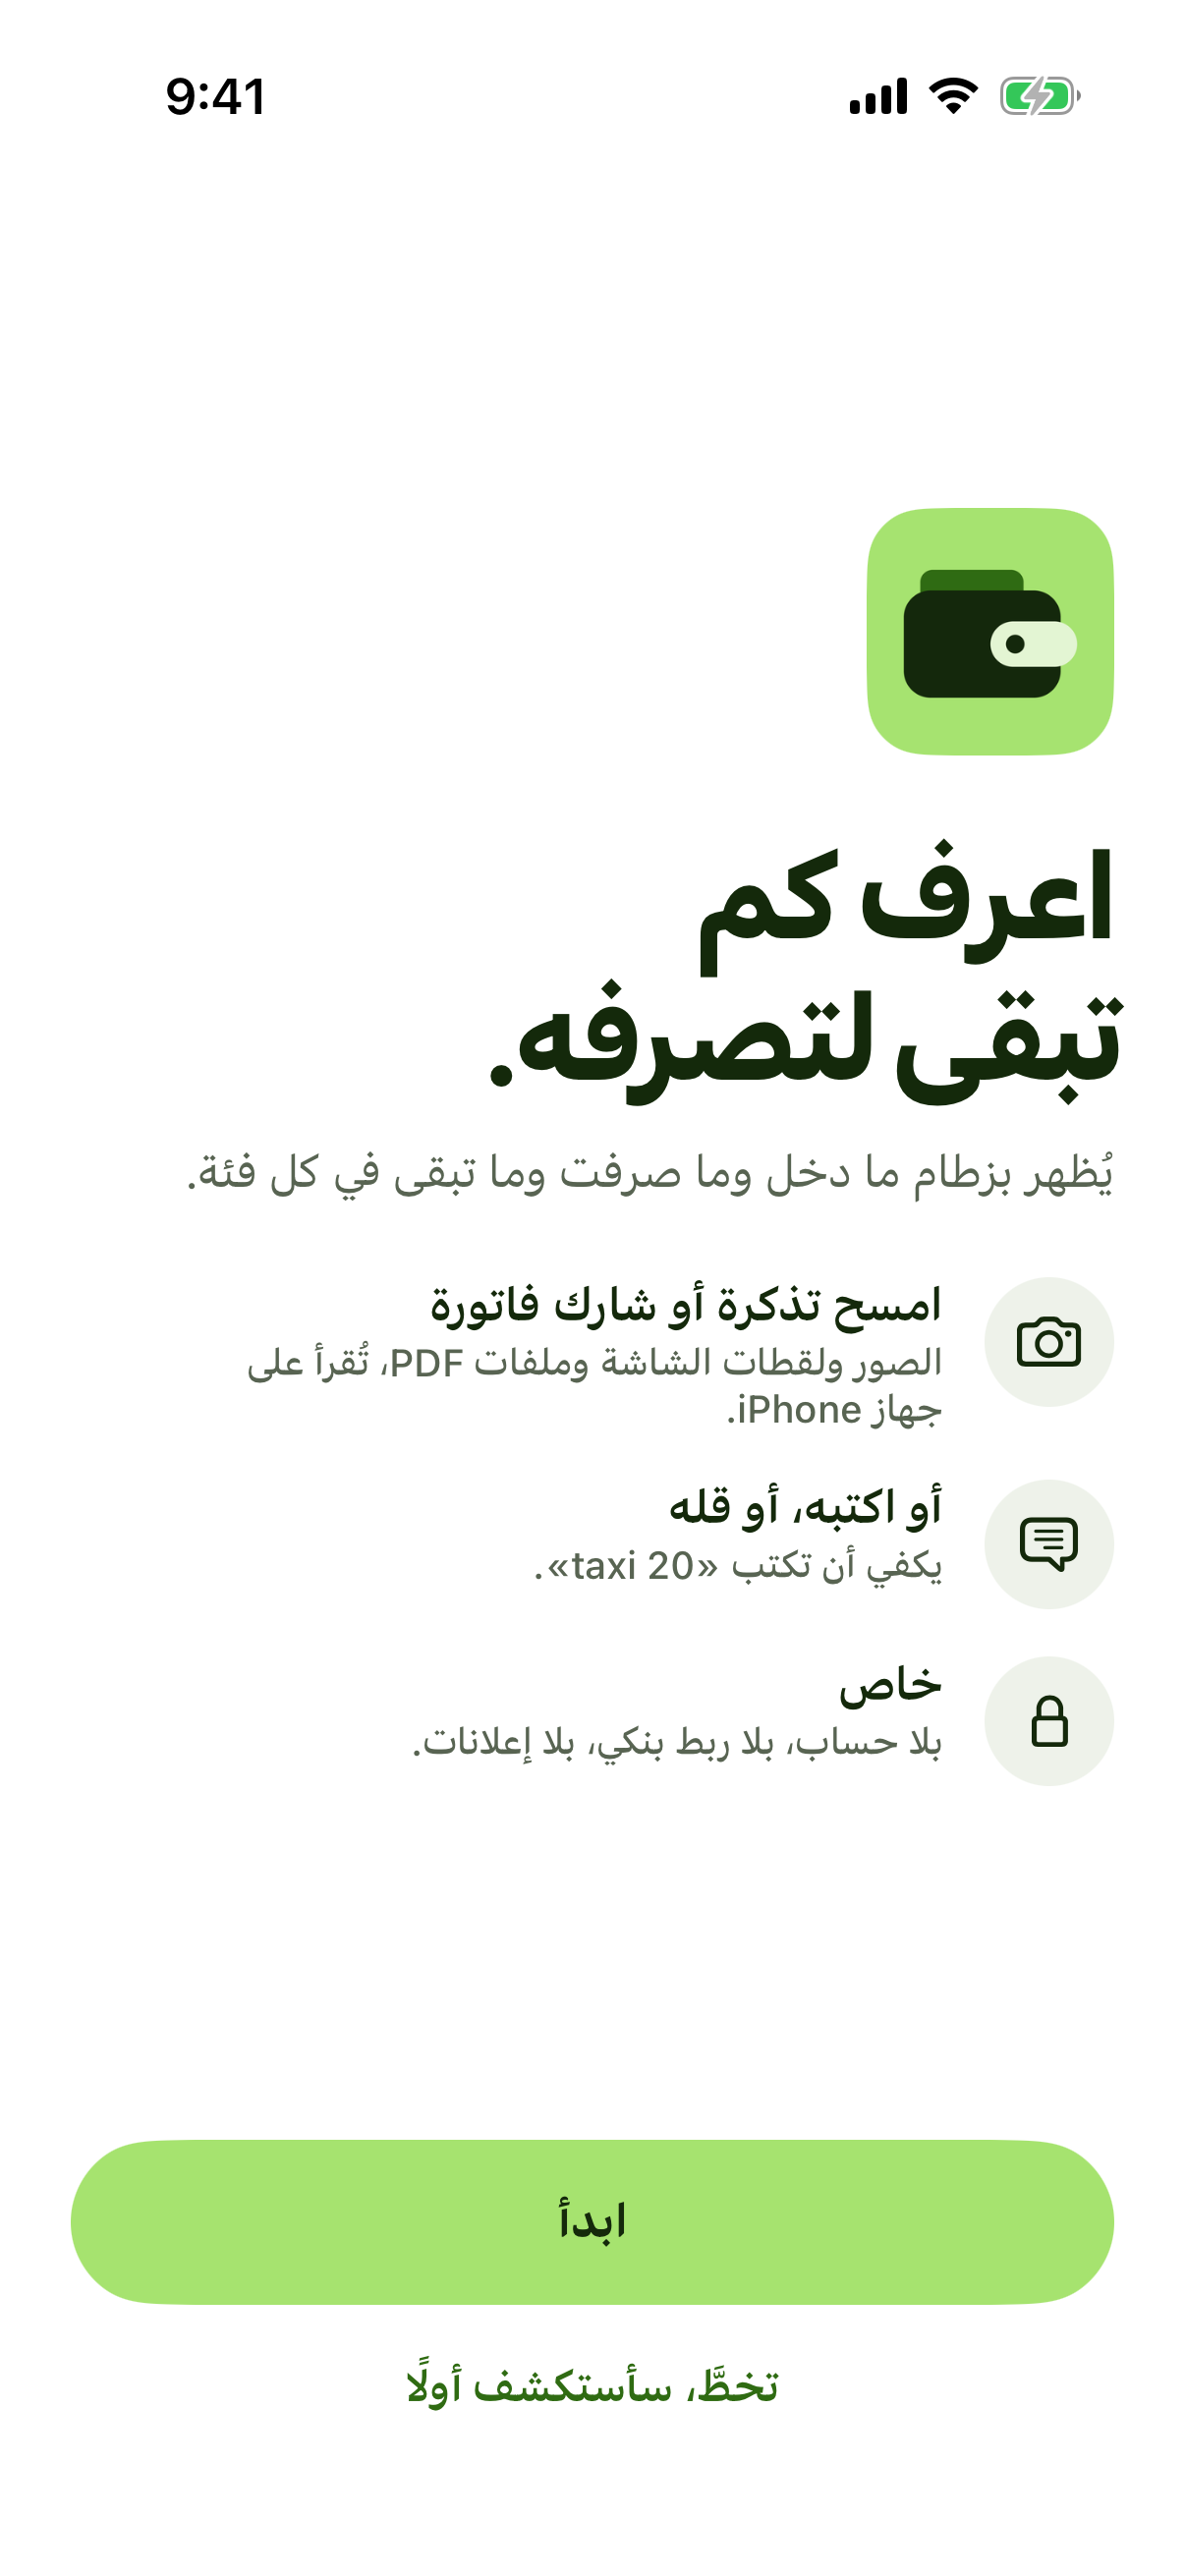 9:41
اعرف كم
تبقى لتصرفه.
يُظهر بزطام ما دخل وما صرفت وما تبقى في كل فئة.
امسح تذكرة أو شارك فاتورة
الصور ولقطات الشاشة وملفات PDF، تُقرأ على
جهاز iPhone.
أو اكتبه، أو قله
يكفي أن تكتب «taxi 20».
خاص
بلا حساب، بلا ربط بنكي، بلا إعلانات.
ابدأ
تخطَّ، سأستكشف أولًا